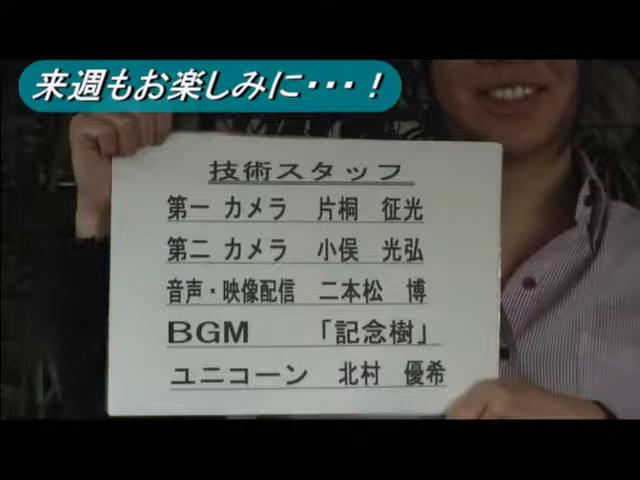 来週もお楽しみに・・・！
技術スタッフ
第一 カメラ 片桐 征光
第二 カメラ 小俣 光弘
音声・映像配信 二本松 博
BGM 「記念樹」
ユニコーン 北村 優希